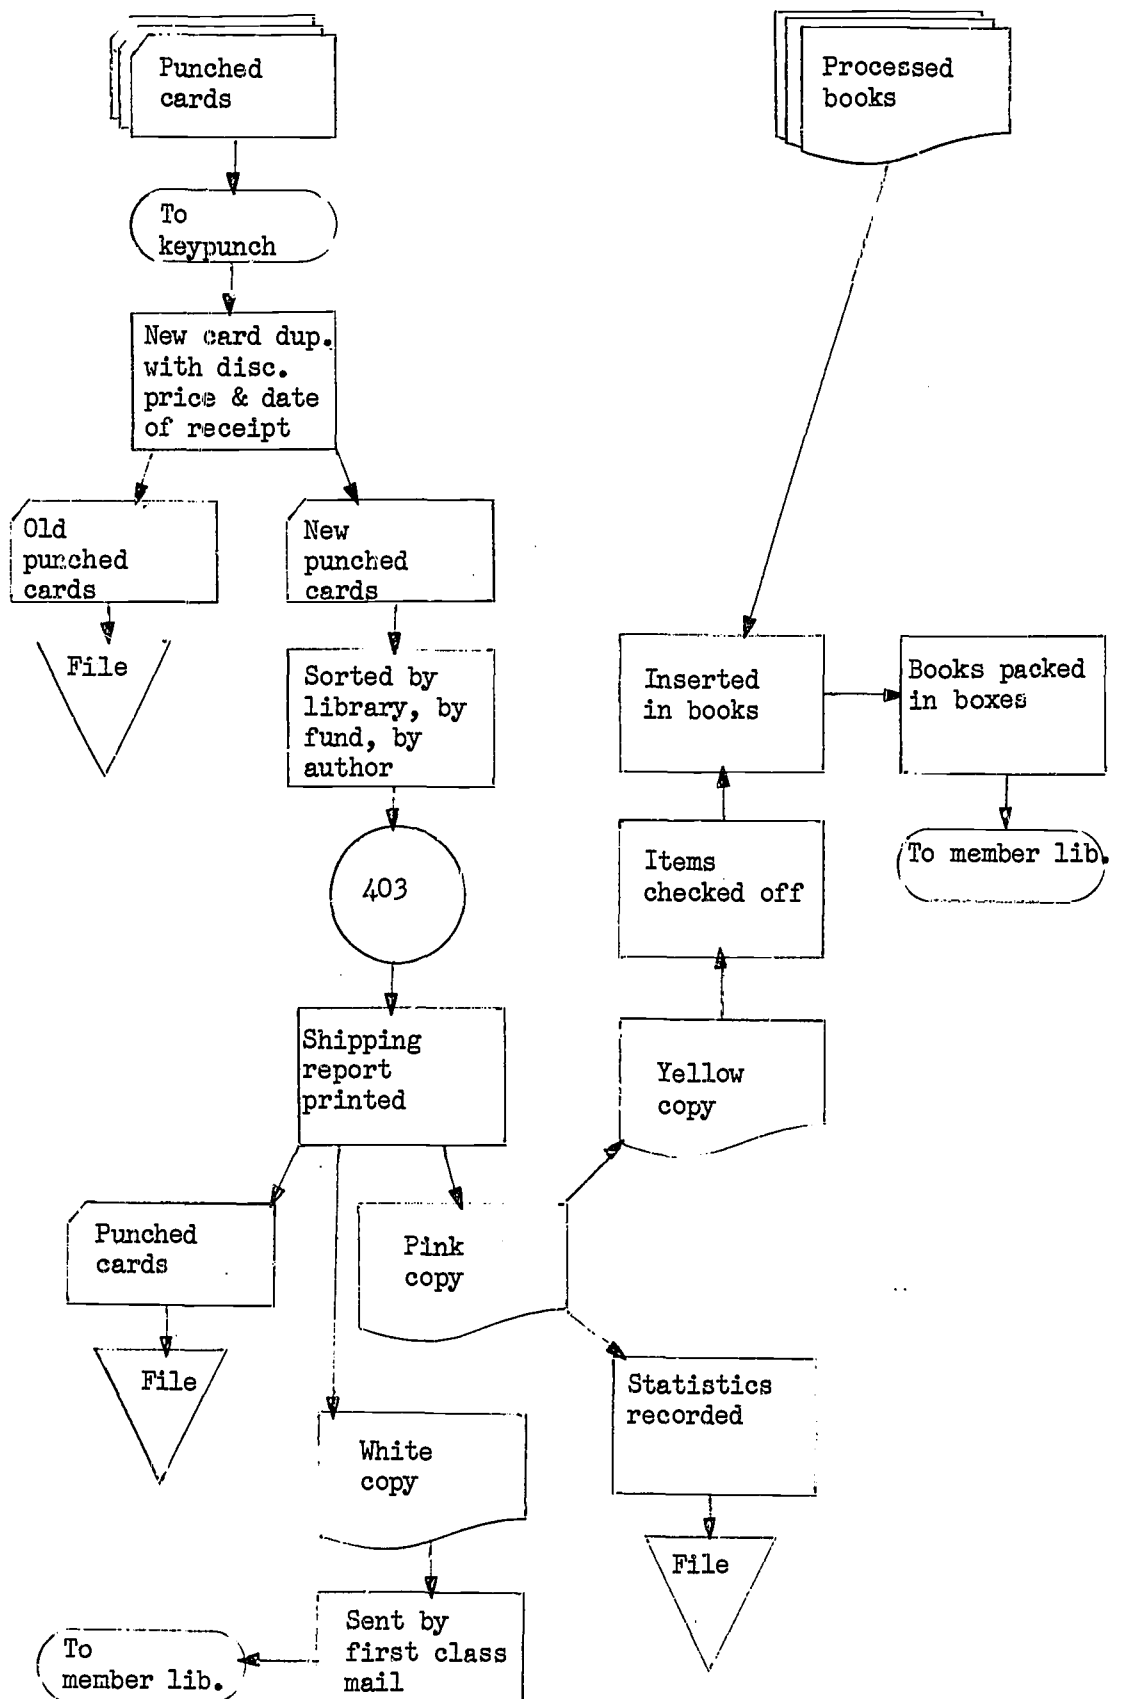 Punched
cards
Processed
books
To
keypunch
New card dup.
with disc.
price & date
of receipt
Old
punched
cards
New
punched
cards
File
Sorted by
library, by
fund, by
author
Inserted
in books
Books packed
in boxes
403
Items
checked off
To member lib.
Shipping
report
printed
Yellow
copy
Punched
cards
Pink
copy
File
Statistics
recorded
White
copy
File
Sent by
first class
mail
To
member lib.